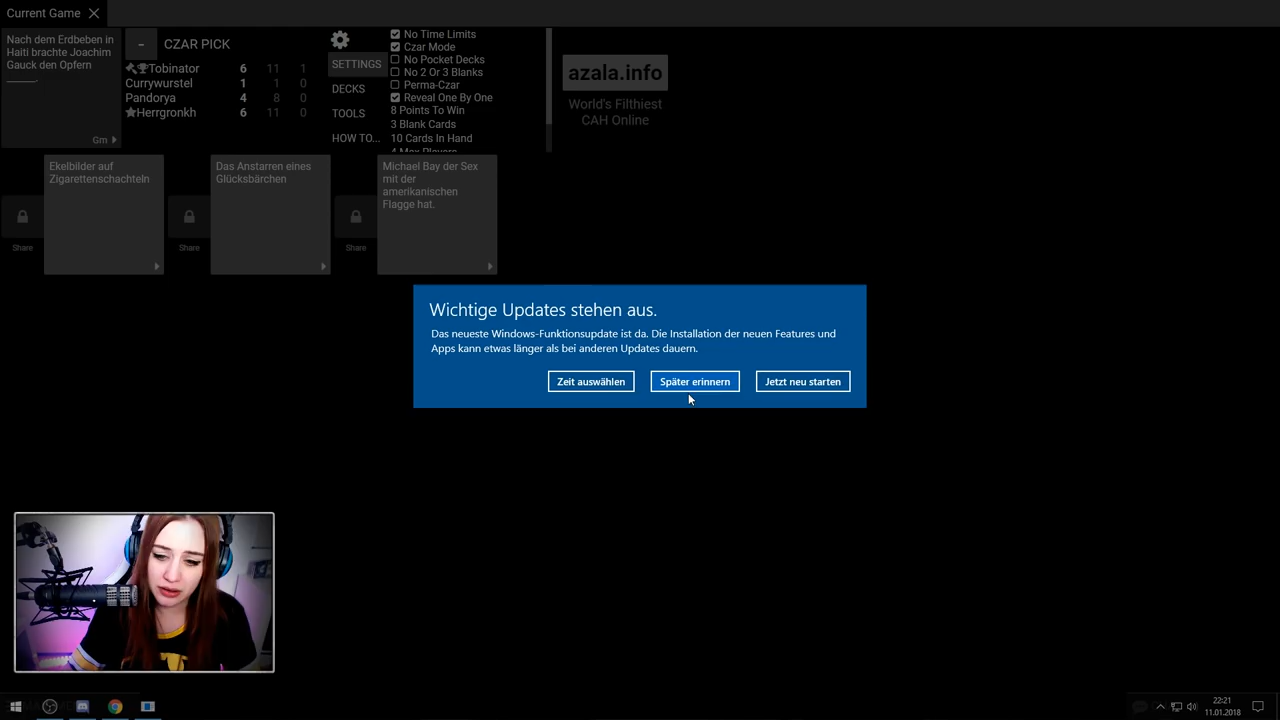 Current Game
Nach dem Erdbeben in
Haiti brachte Joachim
Gauck den Opfern
______.
Gm
-
CZAR PICK
Tobinator 6 11 1
Currywurstel 1 1 0
Pandorya 4 8 0
Herrgronkh 6 11 0
SETTINGS
DECKS
TOOLS
HOW TO...
No Time Limits
Czar Mode
No Pocket Decks
No 2 Or 3 Blanks
Perma-Czar
Reveal One By One
8 Points To Win
3 Blank Cards
10 Cards In Hand
4 Max Players
azala.info
World's Filthiest
CAH Online
Share
Ekelbilder auf
Zigarettenschachteln
Share
Das Anstarren eines
Glücksbärchen
Share
Michael Bay der Sex
mit der
amerikanischen
Flagge hat.
Wichtige Updates stehen aus.
Das neueste Windows-Funktionsupdate ist da. Die Installation der neuen Features und
Apps kann etwas länger als bei anderen Updates dauern.
Zeit auswählen
Später erinnern
Jetzt neu starten
22:21
11.01.2018